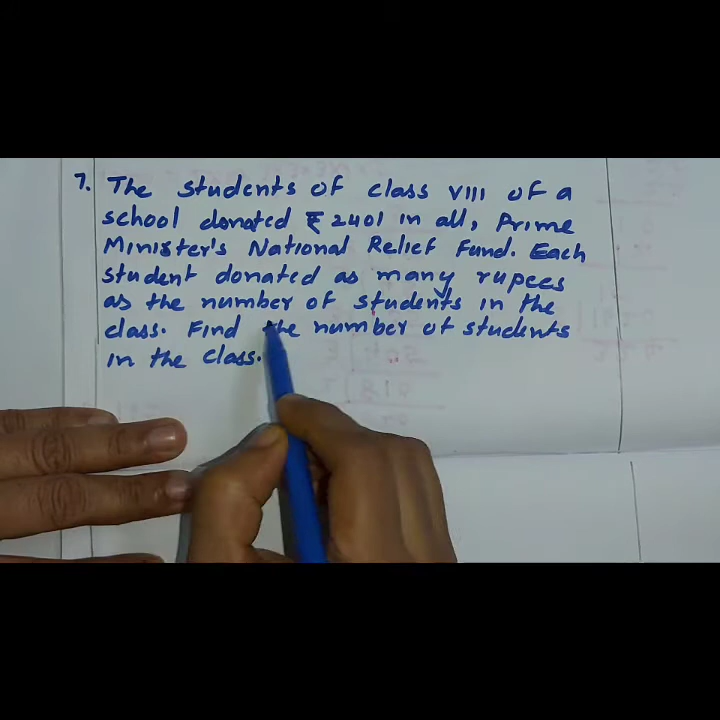 7. The students of class VIII of a
school donated ₹ 2401 in all, Prime
Minister's National Relief Fund. Each
student donated as many rupees
as the number of students in the
class. Find the number of students
in the class.